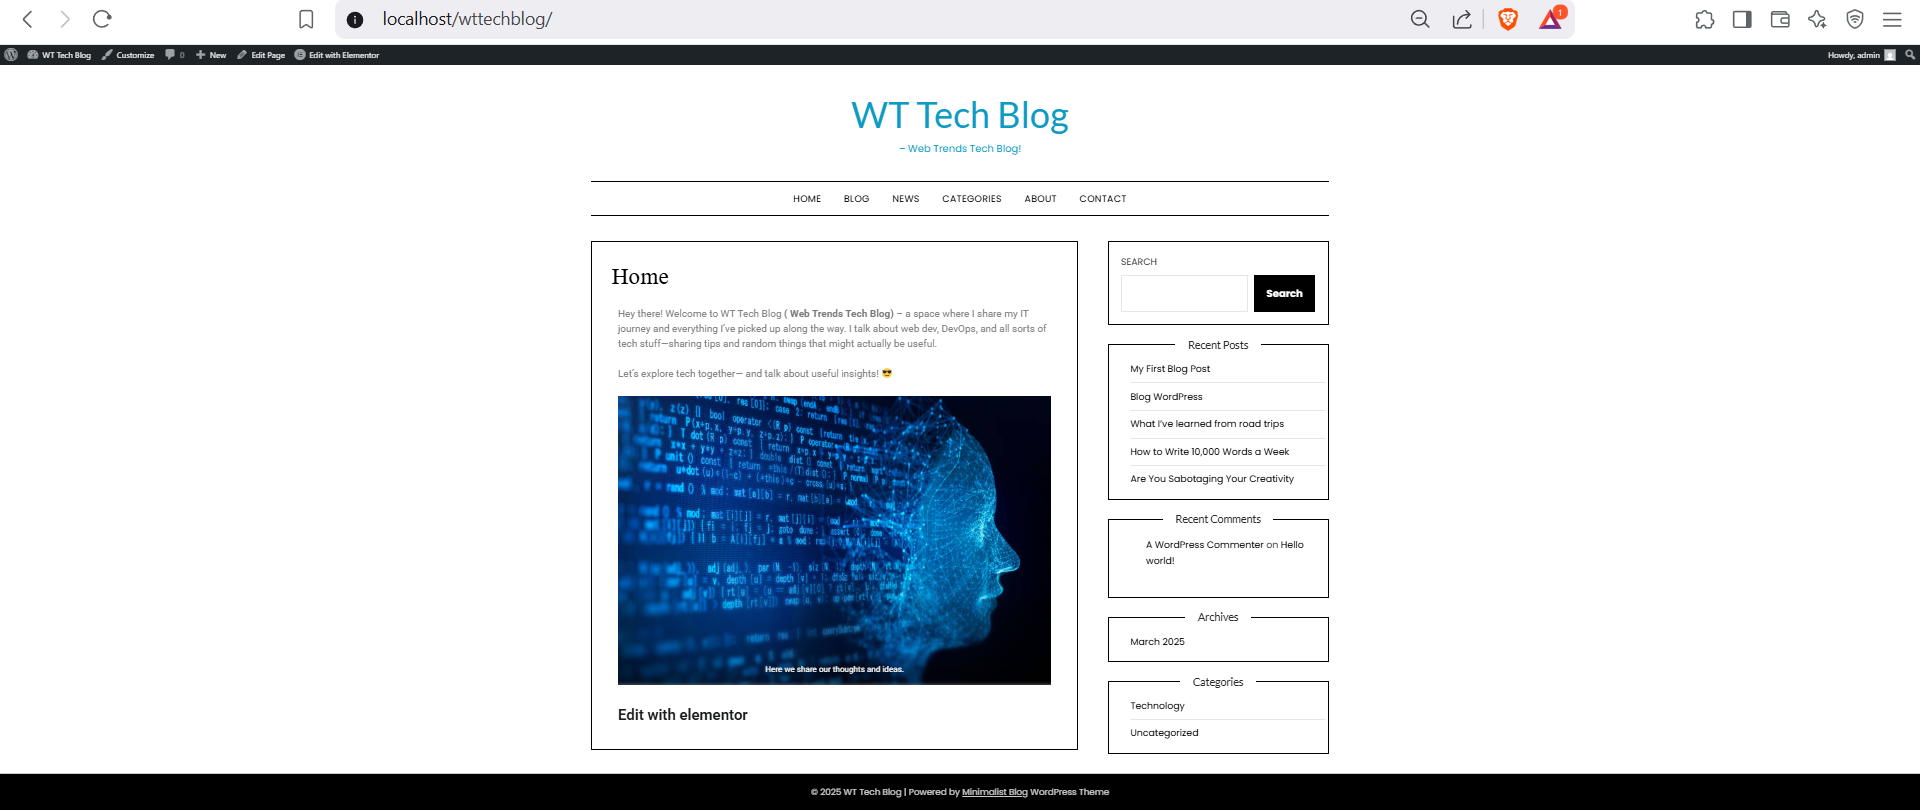 localhost/wttechblog/
1
WT Tech Blog
Customize
0
New
Edit Page
Edit with Elementor
Howdy, admin
WT Tech Blog
– Web Trends Tech Blog!
HOME
BLOG
NEWS
CATEGORIES
ABOUT
CONTACT
Home
Hey there! Welcome to WT Tech Blog ( Web Trends Tech Blog) – a space where I share my IT
journey and everything I've picked up along the way. I talk about web dev, DevOps, and all sorts of
tech stuff—sharing tips and random things that might actually be useful.
Let's explore tech together— and talk about useful insights! 😎
Here we share our thoughts and ideas.
Edit with elementor
SEARCH
Search
Recent Posts
My First Blog Post
Blog WordPress
What I've learned from road trips
How to Write 10,000 Words a Week
Are You Sabotaging Your Creativity
Recent Comments
A WordPress Commenter on Hello
world!
Archives
March 2025
Categories
Technology
Uncategorized
© 2025 WT Tech Blog | Powered by Minimalist Blog WordPress Theme